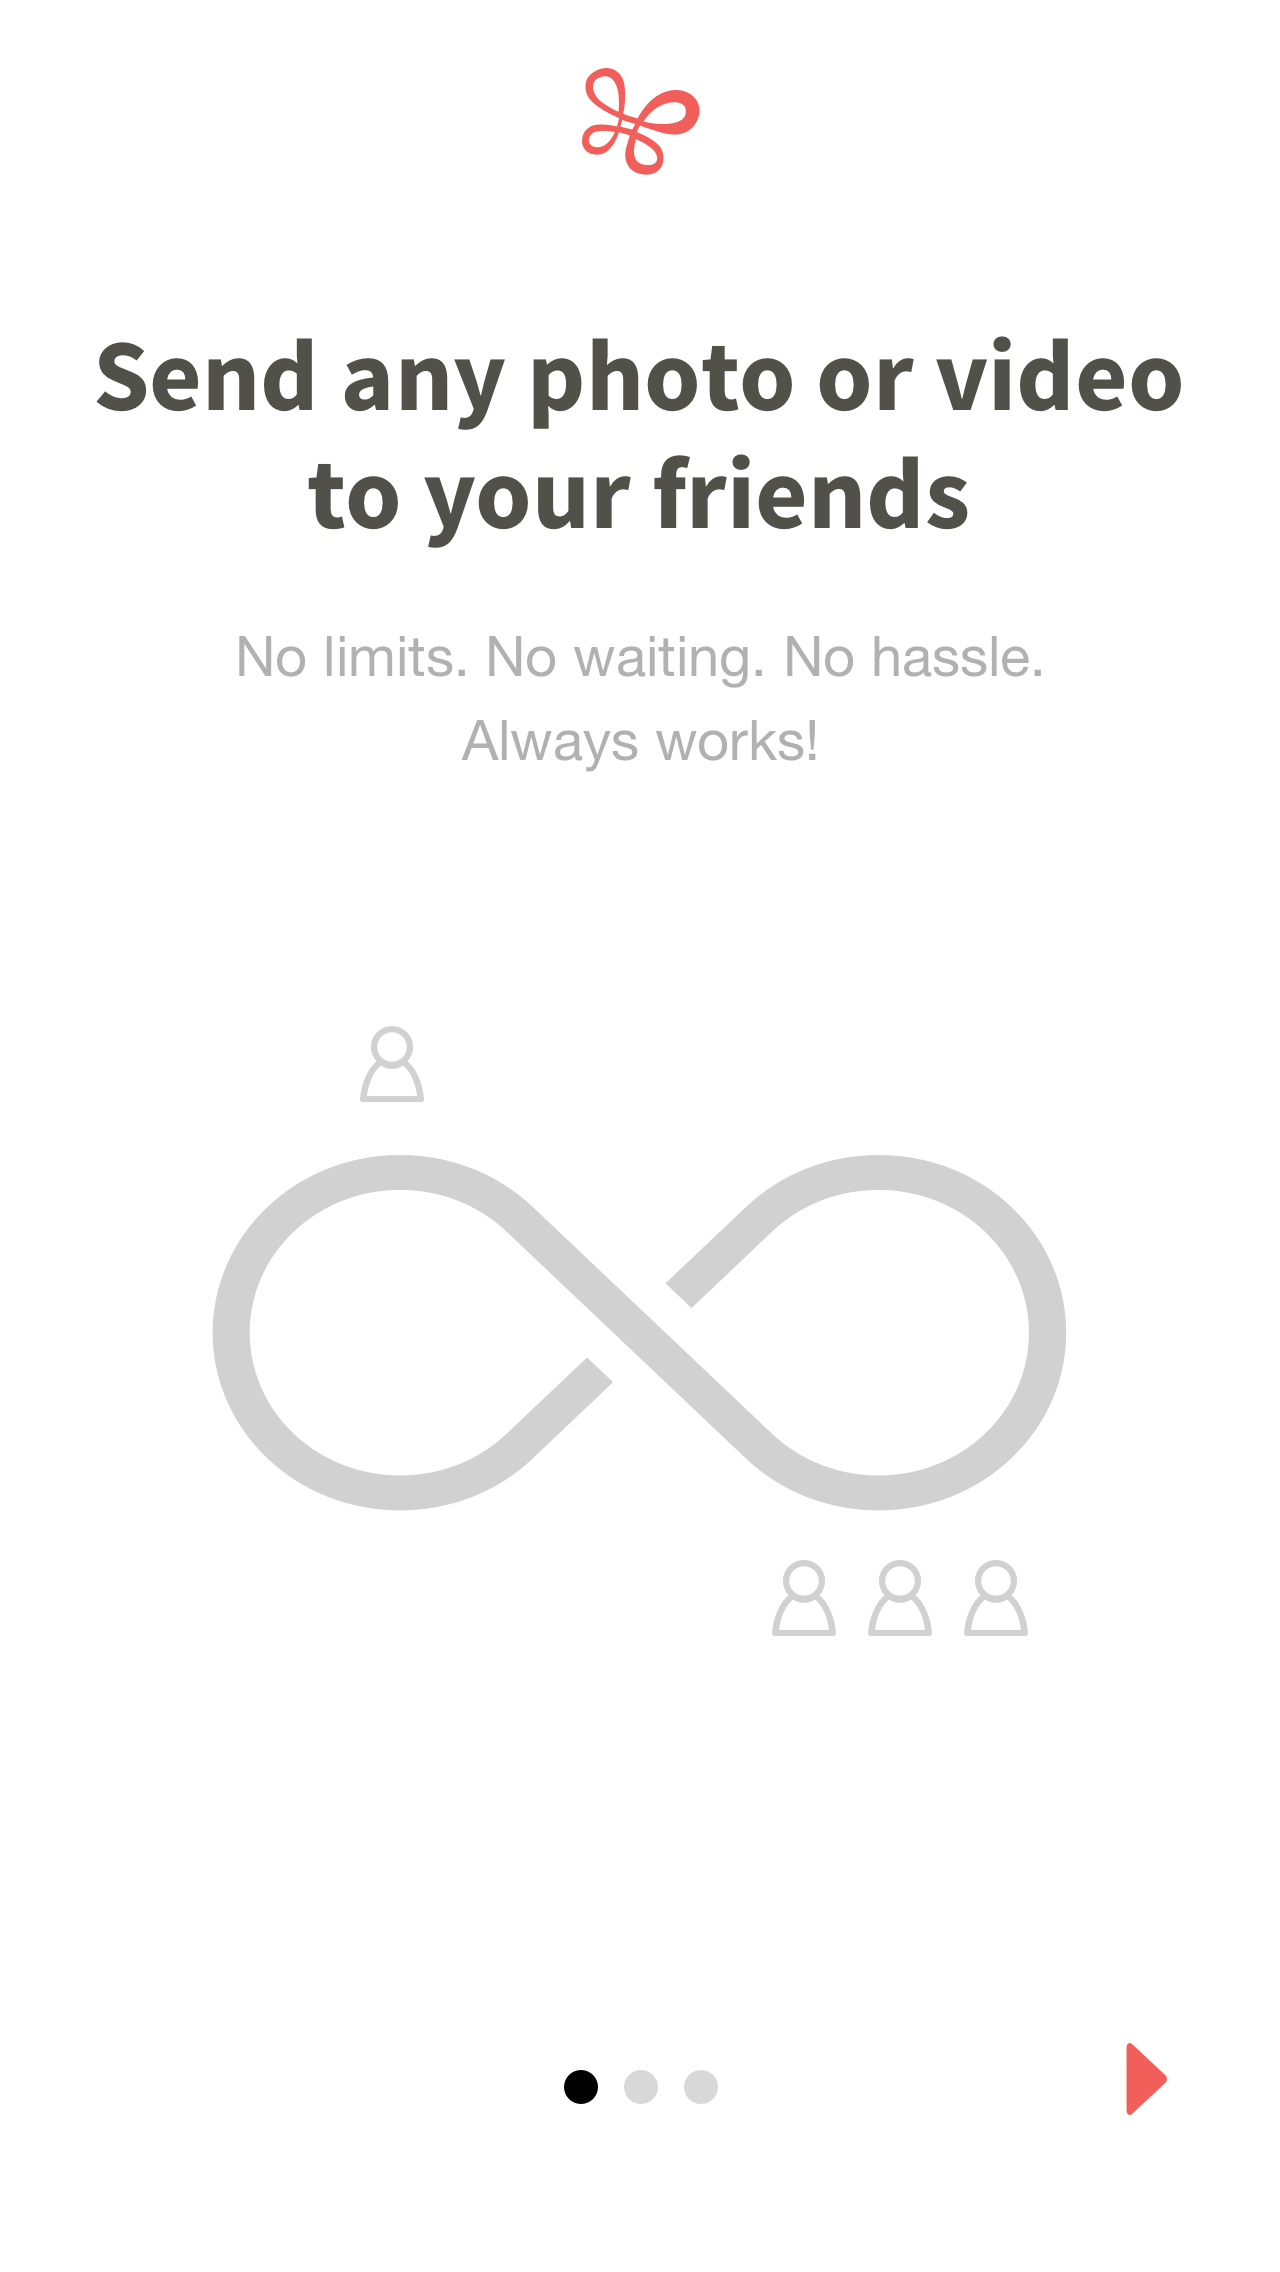 Send any photo or video
to your friends
No limits. No waiting. No hassle.
Always works!